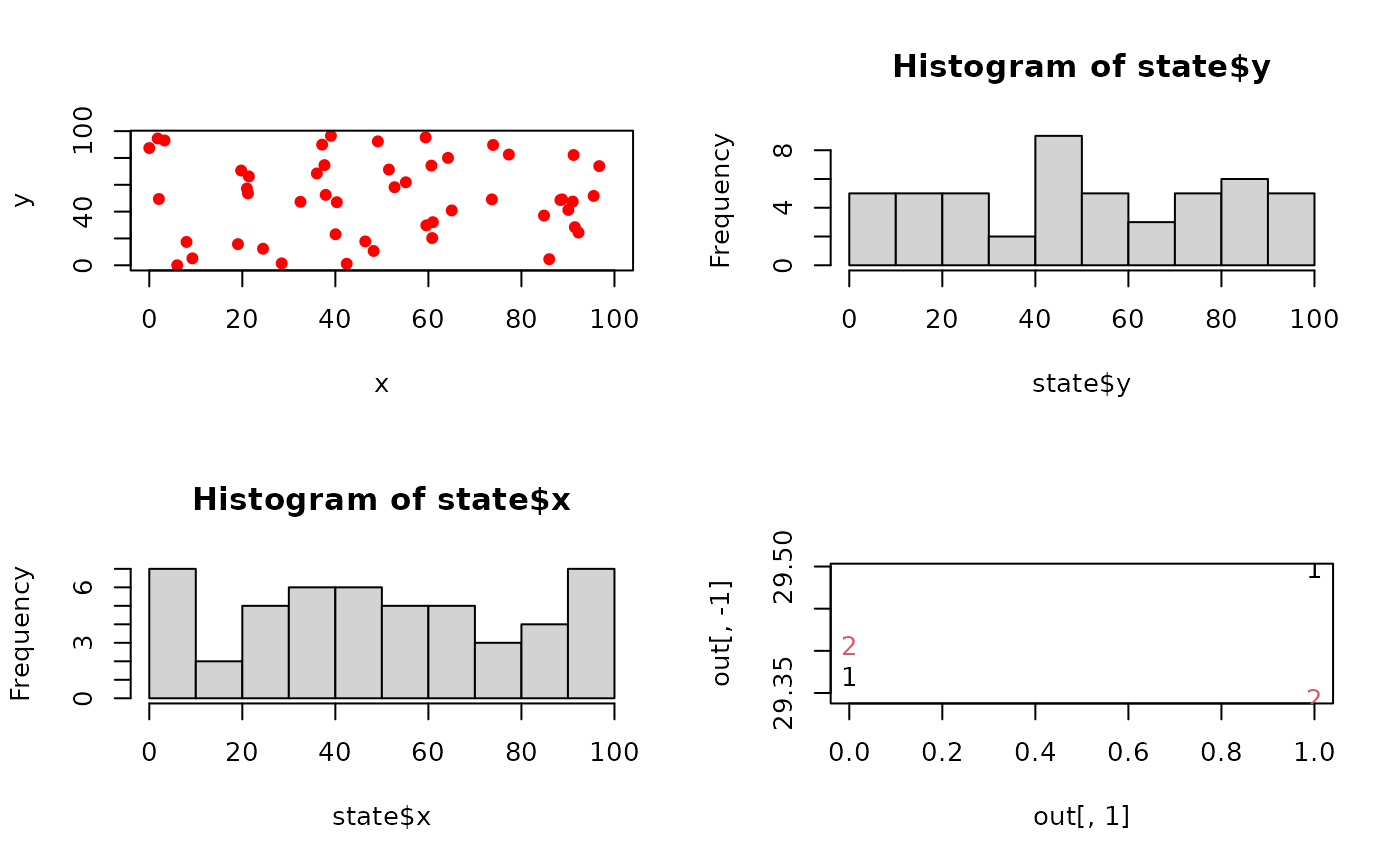 100
40
0
y
0 20 40 60 80 100
x
Histogram of state$y
8
4
0
Frequency
0 20 40 60 80 100
state$y
Histogram of state$x
6
3
0
Frequency
0 20 40 60 80 100
state$x
29.50
29.35
out[, -1]
1
2
1
2
0.0 0.2 0.4 0.6 0.8 1.0
out[, 1]